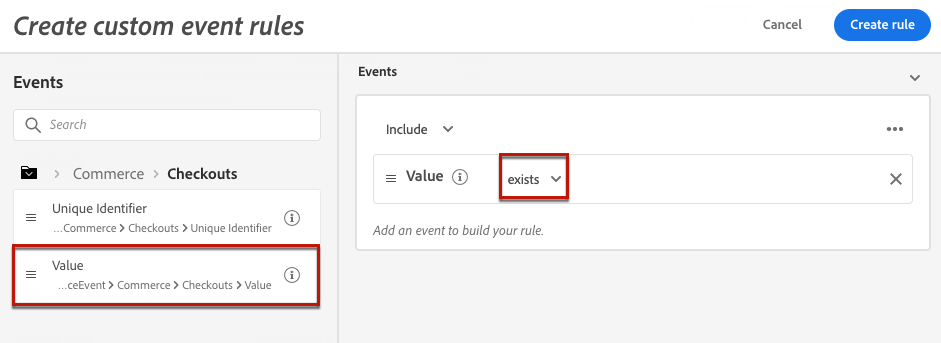 Create custom event rules
Cancel
Create rule
Events
Search
Commerce > Checkouts
Unique Identifier
...Commerce > Checkouts > Unique Identifier
Value
...ceEvent > Commerce > Checkouts > Value
Events
Include
Value exists
Add an event to build your rule.